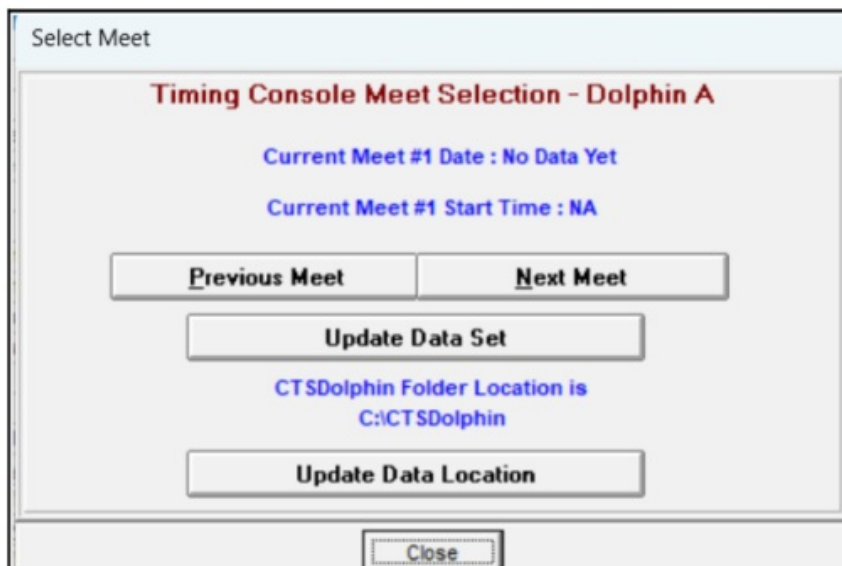 Select Meet
Timing Console Meet Selection - Dolphin A
Current Meet #1 Date : No Data Yet
Current Meet #1 Start Time : NA
Previous Meet Next Meet
Update Data Set
CTSDolphin Folder Location is
C:\CTSDolphin
Update Data Location
Close